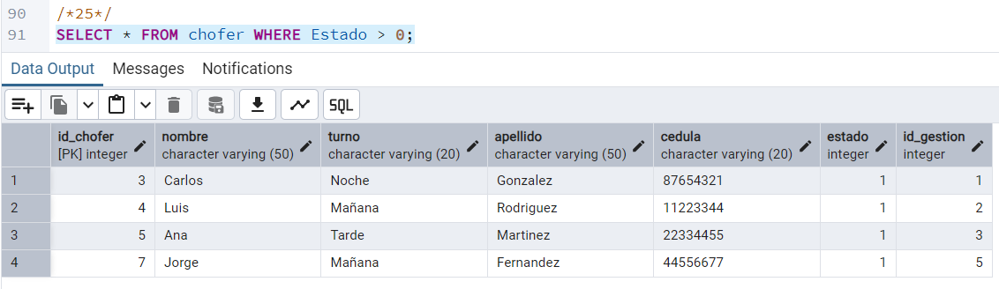 90 /*25*/
91 SELECT * FROM chofer WHERE Estado > 0;
Data Output Messages Notifications
SQL
id_chofer nombre turno apellido cedula estado id_gestion
[PK] integer character varying (50) character varying (20) character varying (50) character varying (20) integer integer
1 3 Carlos Noche Gonzalez 87654321 1 1
2 4 Luis Mañana Rodriguez 11223344 1 2
3 5 Ana Tarde Martinez 22334455 1 3
4 7 Jorge Mañana Fernandez 44556677 1 5